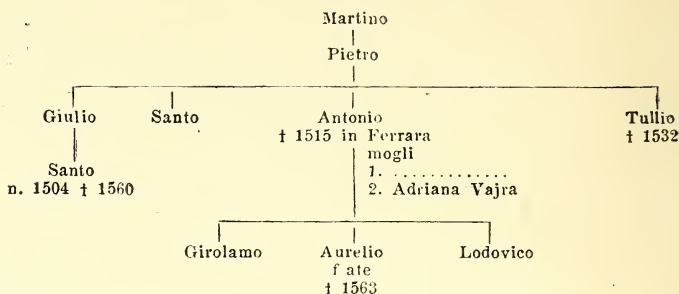 Martino
Pietro
Giulio Santo Antonio Tullio
† 1515 in Ferrara † 1532
mogli
Santo 1. .............
n. 1504 † 1560 2. Adriana Vajra
Girolamo Aurelio Lodovico
f ate
† 1563